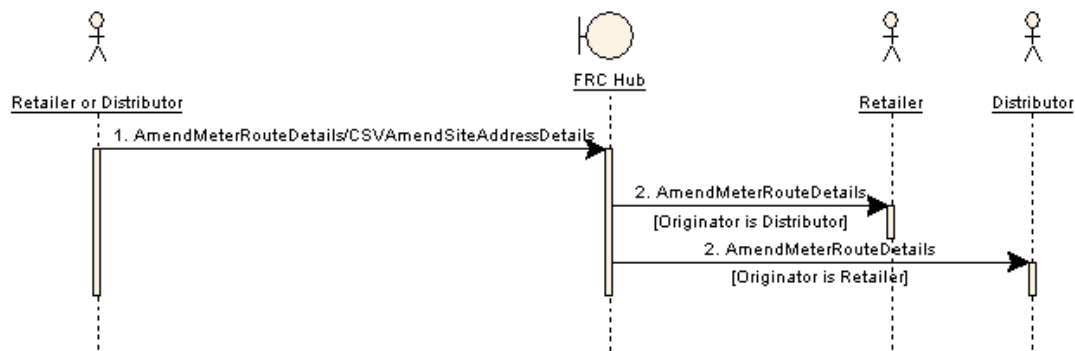 FRC Hub
Retailer or Distributor
Retailer
Distributor
1. AmendMeterRouteDetails/CSVAmendSiteAddressDetails
2. AmendMeterRouteDetails
[Originator is Distributor]
2. AmendMeterRouteDetails
[Originator is Retailer]